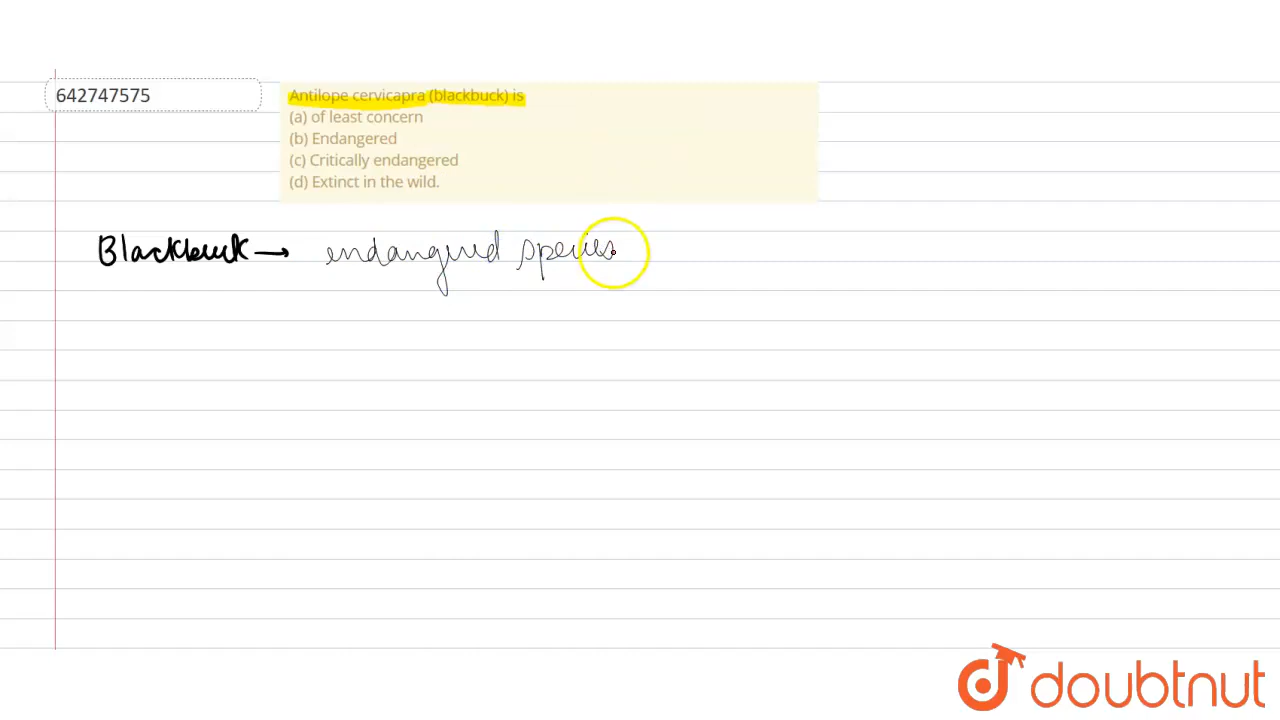 642747575
Antilope cervicapra (blackbuck) is
(a) of least concern
(b) Endangered
(c) Critically endangered
(d) Extinct in the wild.
Blackbuck → endangered species
doubtnut